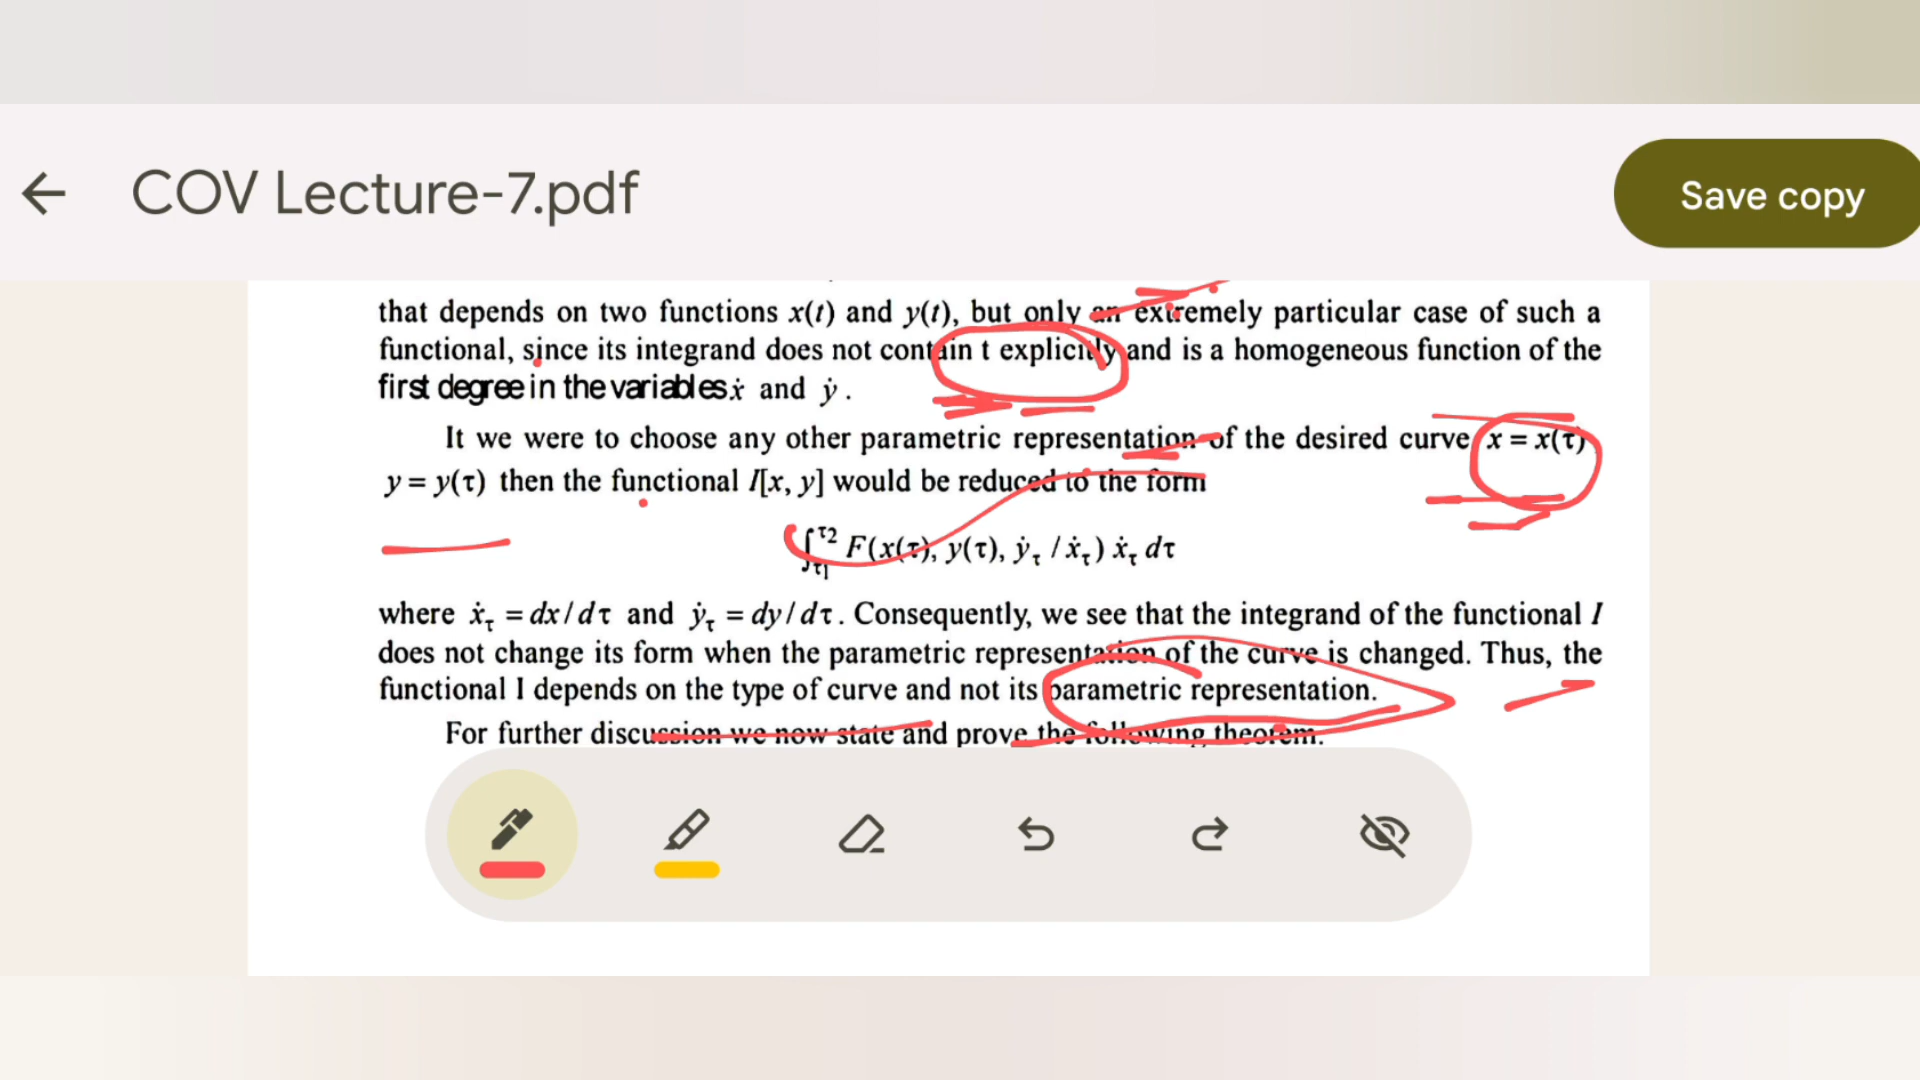 COV Lecture-7.pdf
Save copy
that depends on two functions x(t) and y(t), but only an extremely particular case of such a
functional, since its integrand does not contain t explicitly and is a homogeneous function of the
first degree in the variables ẋ and ẏ.
It we were to choose any other parametric representation of the desired curve x = x(τ)
y = y(τ) then the functional I[x, y] would be reduced to the form
∫τ1^τ2 F(x(τ), y(τ), ẏτ / ẋτ) ẋτ dτ
where ẋτ = dx/dτ and ẏτ = dy/dτ. Consequently, we see that the integrand of the functional I
does not change its form when the parametric representation of the curve is changed. Thus, the
functional I depends on the type of curve and not its parametric representation.
For further discussion we now state and prove the following theorem.